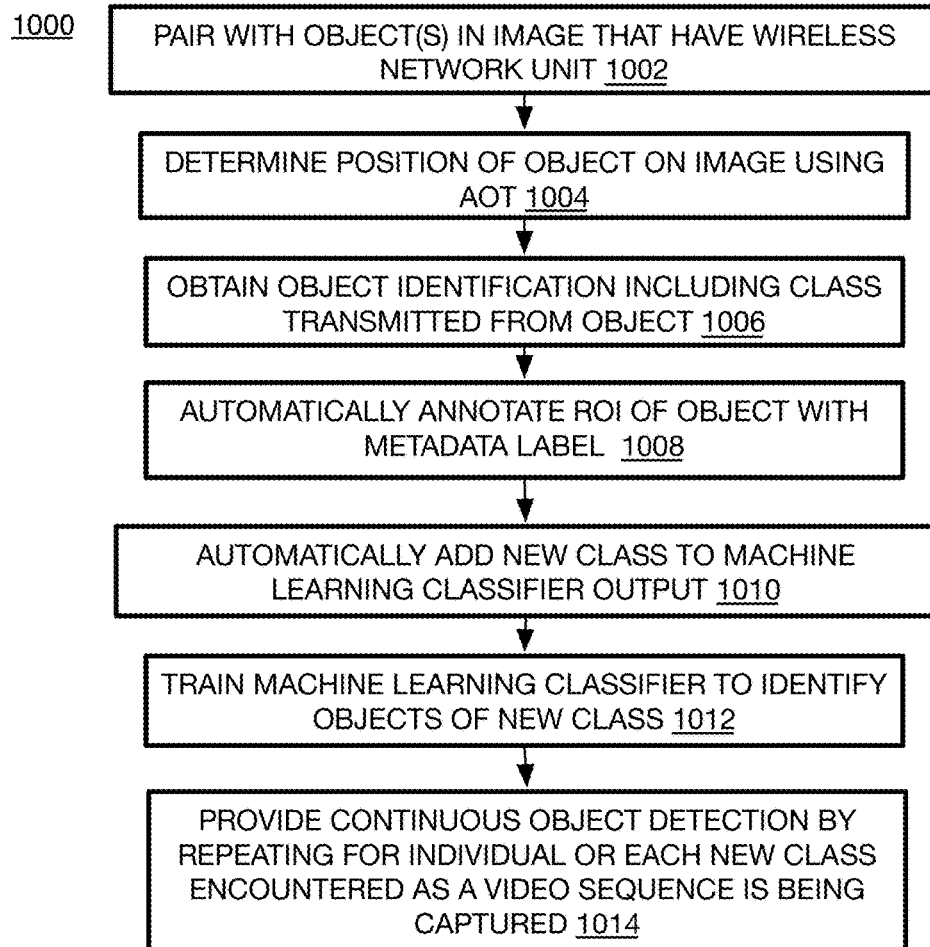 1000
PAIR WITH OBJECT(S) IN IMAGE THAT HAVE WIRELESS
NETWORK UNIT 1002
DETERMINE POSITION OF OBJECT ON IMAGE USING
AOT 1004
OBTAIN OBJECT IDENTIFICATION INCLUDING CLASS
TRANSMITTED FROM OBJECT 1006
AUTOMATICALLY ANNOTATE ROI OF OBJECT WITH
METADATA LABEL 1008
AUTOMATICALLY ADD NEW CLASS TO MACHINE
LEARNING CLASSIFIER OUTPUT 1010
TRAIN MACHINE LEARNING CLASSIFIER TO IDENTIFY
OBJECTS OF NEW CLASS 1012
PROVIDE CONTINUOUS OBJECT DETECTION BY
REPEATING FOR INDIVIDUAL OR EACH NEW CLASS
ENCOUNTERED AS A VIDEO SEQUENCE IS BEING
CAPTURED 1014